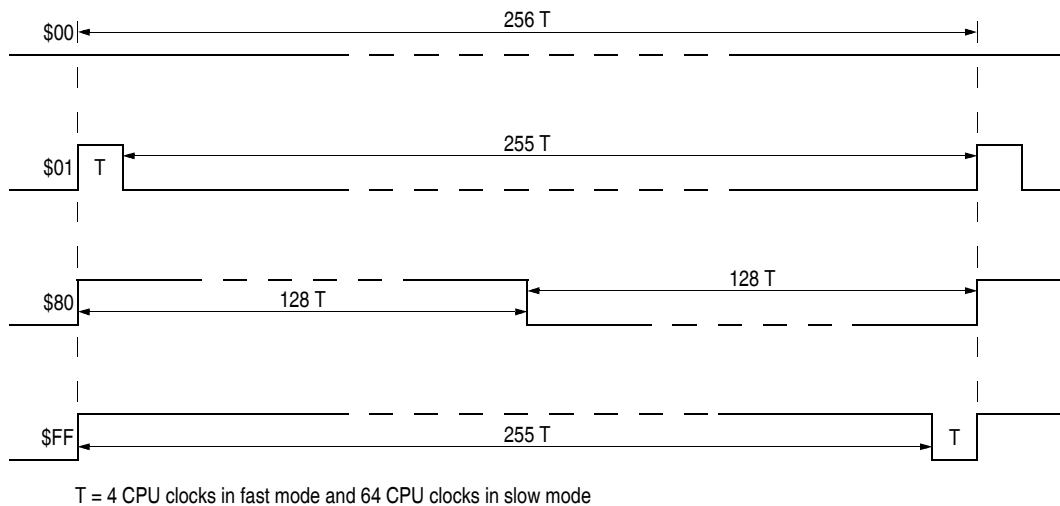 256 T
$00
255 T
$01 T
128 T
$80 128 T
$FF 255 T T
T = 4 CPU clocks in fast mode and 64 CPU clocks in slow mode